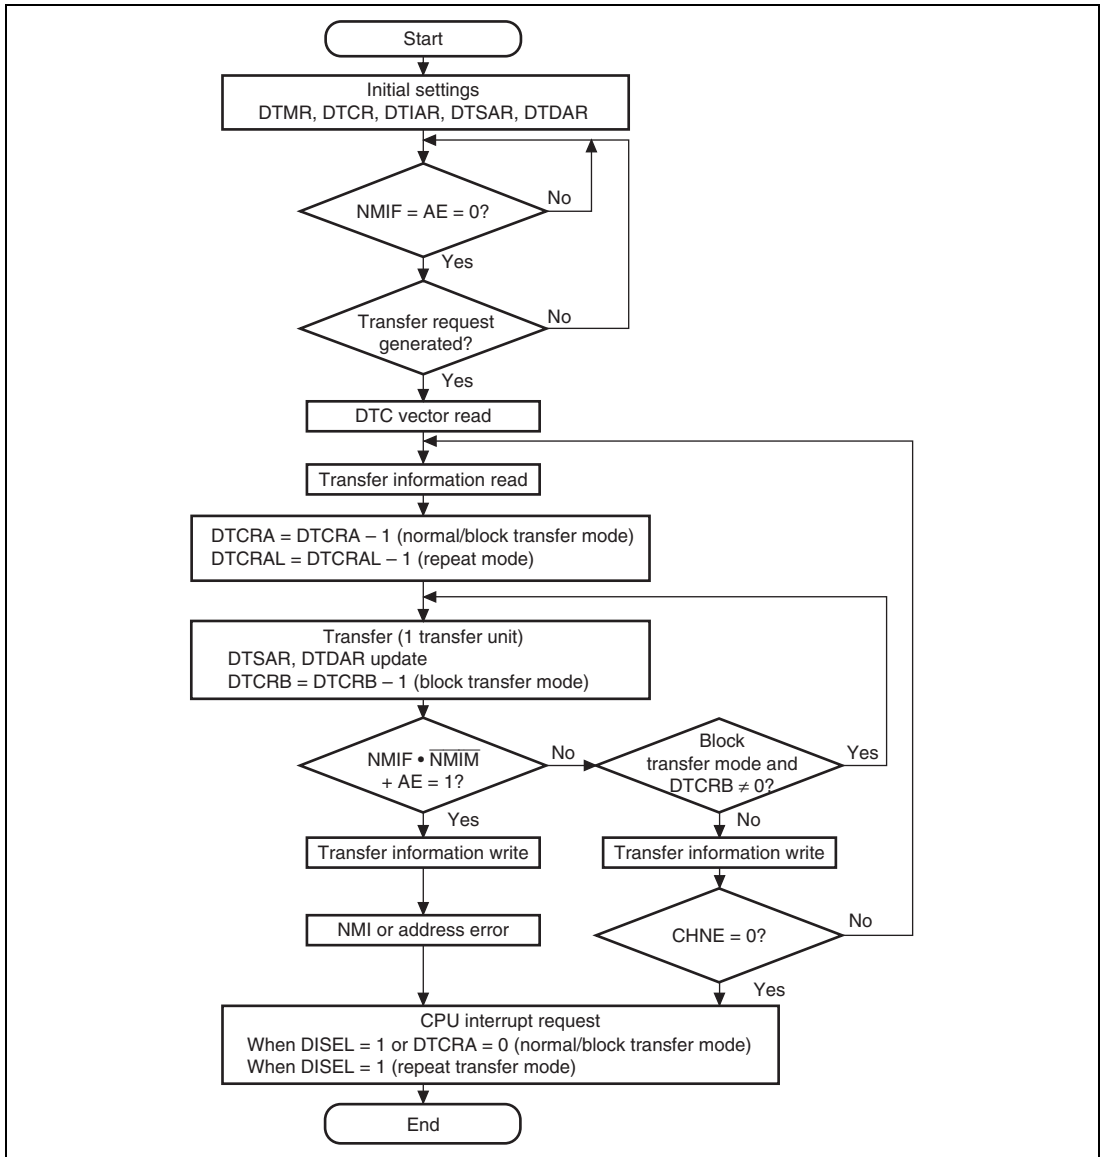 Start
Initial settings
DTMR, DTCR, DTIAR, DTSAR, DTDAR
NMIF = AE = 0?
No
Yes
Transfer request
generated?
No
Yes
DTC vector read
Transfer information read
DTCRA = DTCRA – 1 (normal/block transfer mode)
DTCRAL = DTCRAL – 1 (repeat mode)
Transfer (1 transfer unit)
DTSAR, DTDAR update
DTCRB = DTCRB – 1 (block transfer mode)
NMIF • N̅M̅I̅M̅
+ AE = 1?
No
Yes
Block
transfer mode and
DTCRB ≠ 0?
Yes
No
Transfer information write
Transfer information write
NMI or address error
CHNE = 0?
No
Yes
CPU interrupt request
When DISEL = 1 or DTCRA = 0 (normal/block transfer mode)
When DISEL = 1 (repeat transfer mode)
End